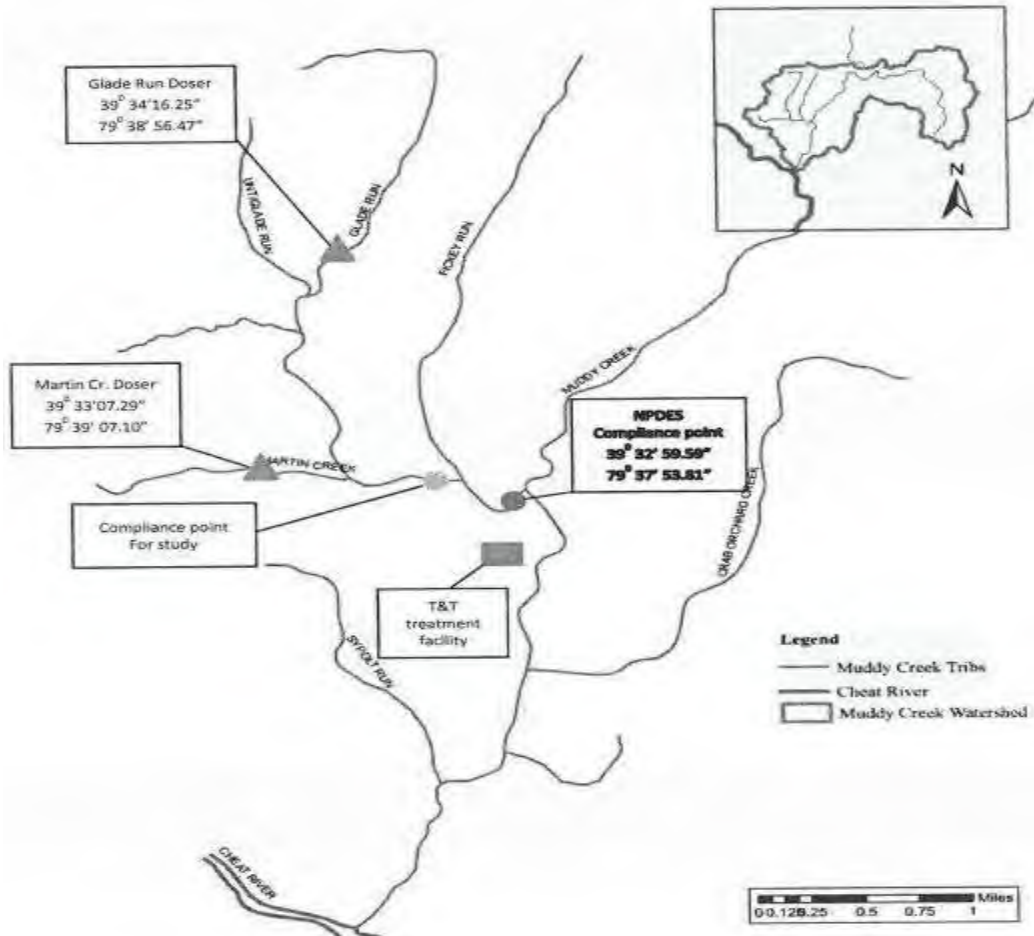 Glade Run Doser
39° 34'16.25"
79° 38' 56.47"
UNT/GLADE RUN
GLADE RUN
FICKEY RUN
N
MUDDY CREEK
Martin Cr. Doser
39° 33'07.29"
79° 39' 07.10"
MARTIN CREEK
NPDES
Compliance point
39° 32' 59.59"
79° 37' 53.81"
CRAB ORCHARD CREEK
Compliance point
For study
T&T
treatment
facility
SYPOLT RUN
Legend
Muddy Creek Tribs
Cheat River
Muddy Creek Watershed
CHEAT RIVER
Miles
0 0.125 0.25 0.5 0.75 1